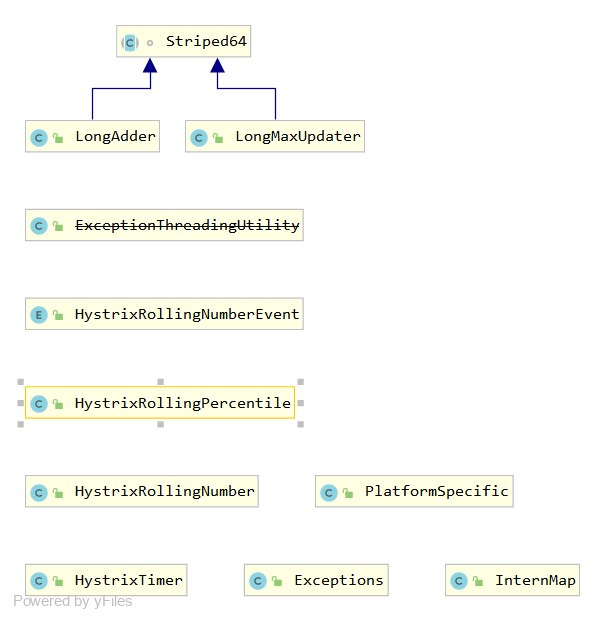 C Striped64
C LongAdder C LongMaxUpdater
C ExceptionThreadingUtility
E HystrixRollingNumberEvent
C HystrixRollingPercentile
C HystrixRollingNumber C PlatformSpecific
C HystrixTimer C Exceptions C InternMap
Powered by yFiles